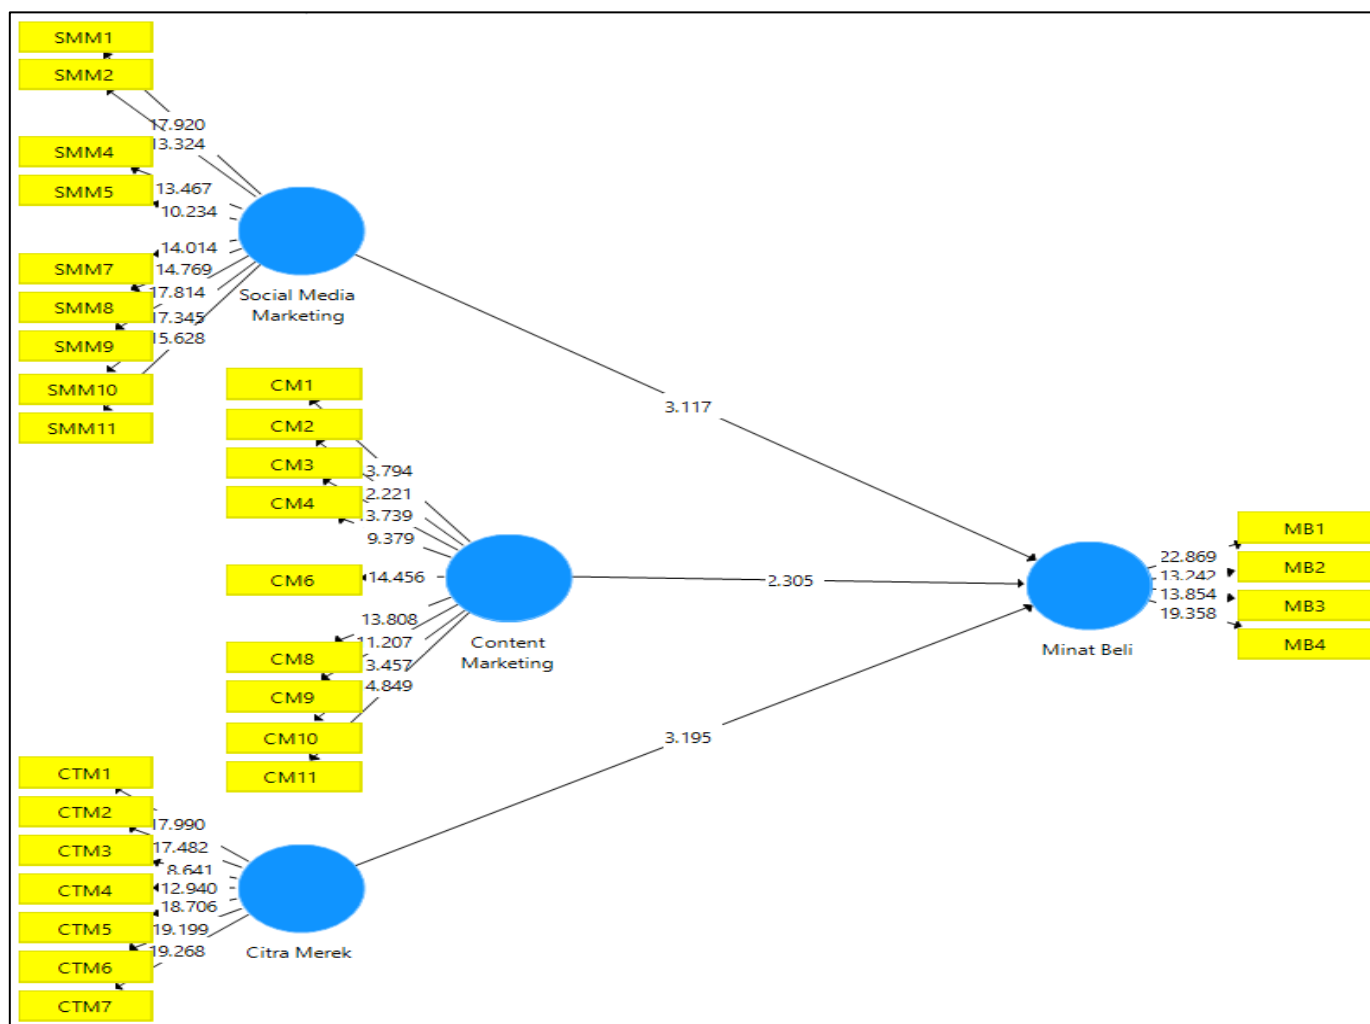 SMM1
SMM2
SMM4
SMM5
SMM7
SMM8
SMM9
SMM10
SMM11
17.920
13.324
13.467
10.234
14.014
14.769
17.814
17.345
15.628
Social Media
Marketing
3.117
CM1
CM2
CM3
CM4
CM6
CM8
CM9
CM10
CM11
3.794
2.221
3.739
9.379
14.456
13.808
11.207
3.457
4.849
Content
Marketing
2.305
CTM1
CTM2
CTM3
CTM4
CTM5
CTM6
CTM7
17.990
17.482
8.641
12.940
18.706
19.199
19.268
Citra Merek
3.195
Minat Beli
22.869
13.242
13.854
19.358
MB1
MB2
MB3
MB4